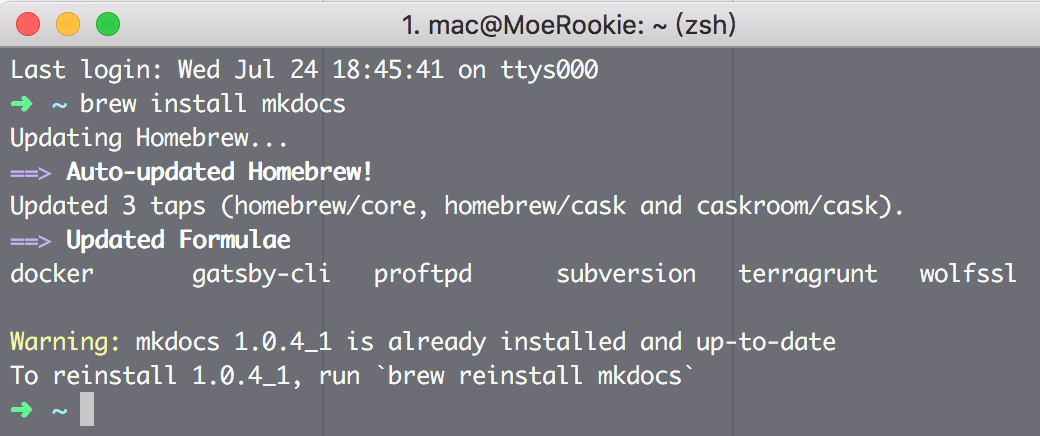 1. mac@MoeRookie: ~ (zsh)
Last login: Wed Jul 24 18:45:41 on ttys000
➜ ~ brew install mkdocs
Updating Homebrew...
==> Auto-updated Homebrew!
Updated 3 taps (homebrew/core, homebrew/cask and caskroom/cask).
==> Updated Formulae
docker gatsby-cli proftpd subversion terragrunt wolfssl
Warning: mkdocs 1.0.4_1 is already installed and up-to-date
To reinstall 1.0.4_1, run `brew reinstall mkdocs`
➜ ~